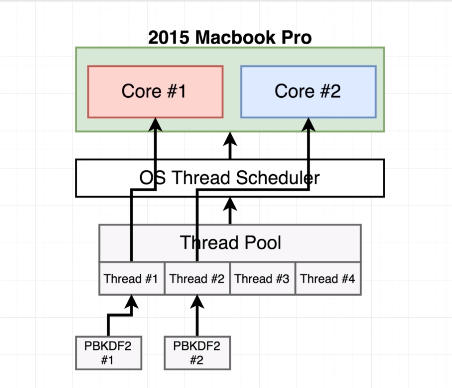 2015 Macbook Pro
Core #1
Core #2
OS Thread Scheduler
Thread Pool
Thread #1
Thread #2
Thread #3
Thread #4
PBKDF2
#1
PBKDF2
#2